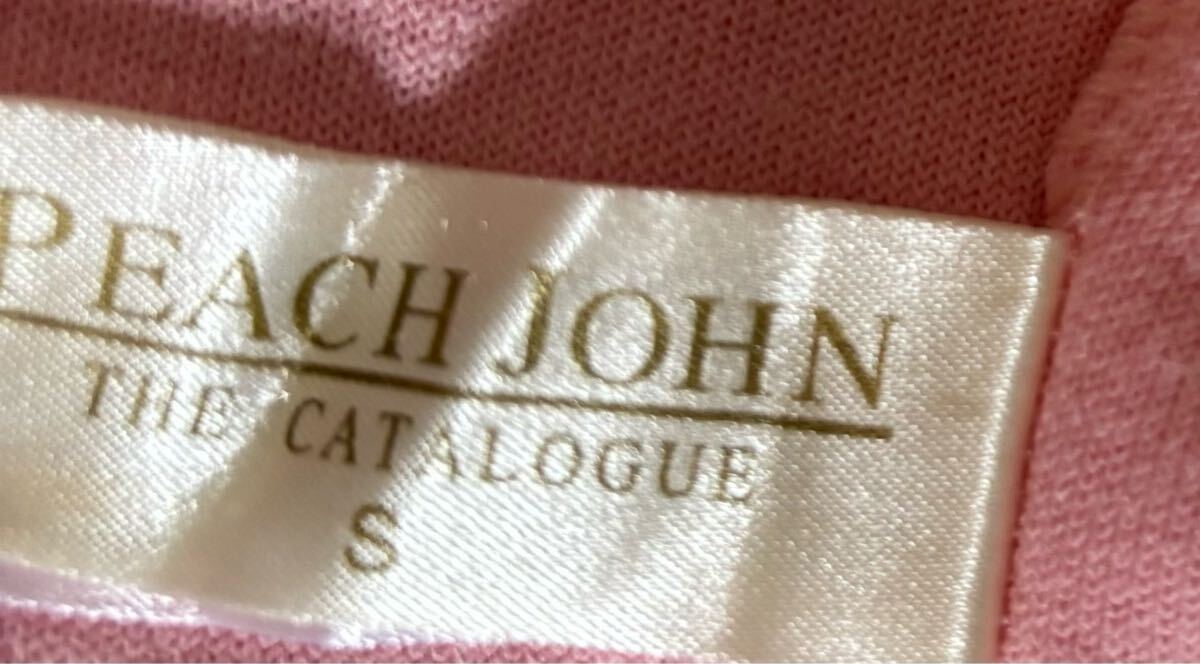 PEACH JOHN
THE CATALOGUE
S